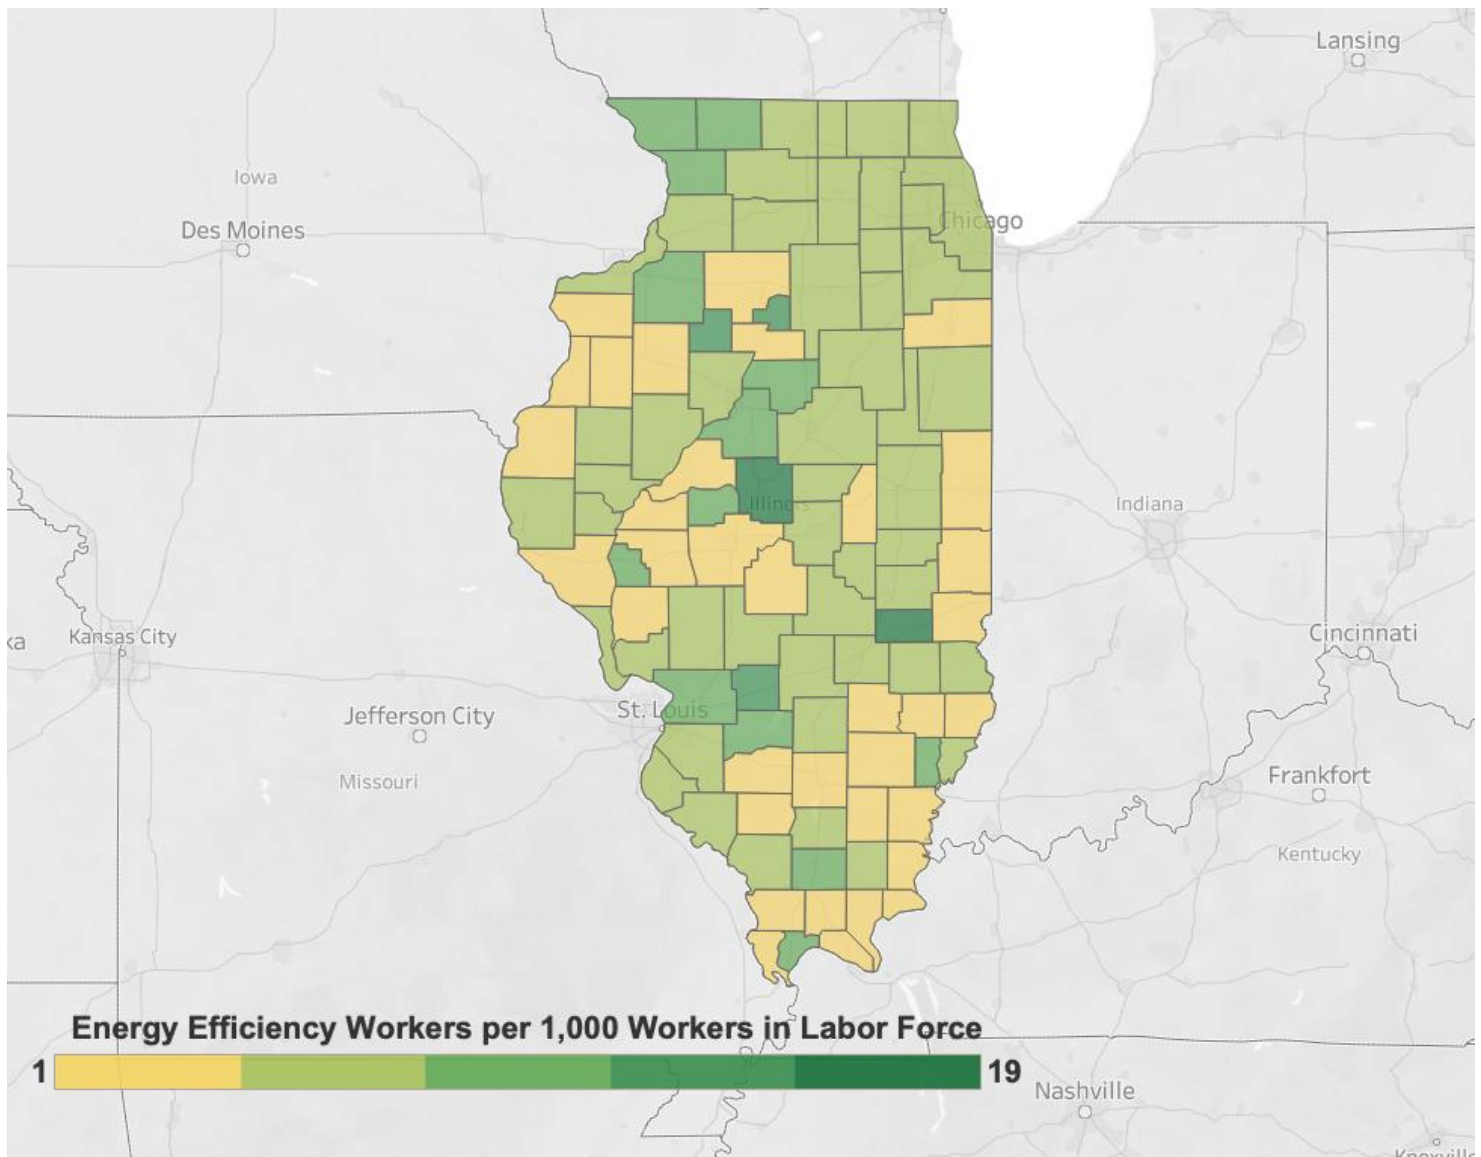 Lansing
Iowa
Des Moines
Chicago
Illinois
Indiana
Kansas City
Cincinnati
Jefferson City
St. Louis
Missouri
Frankfort
Kentucky
Energy Efficiency Workers per 1,000 Workers in Labor Force
1
19
Nashville